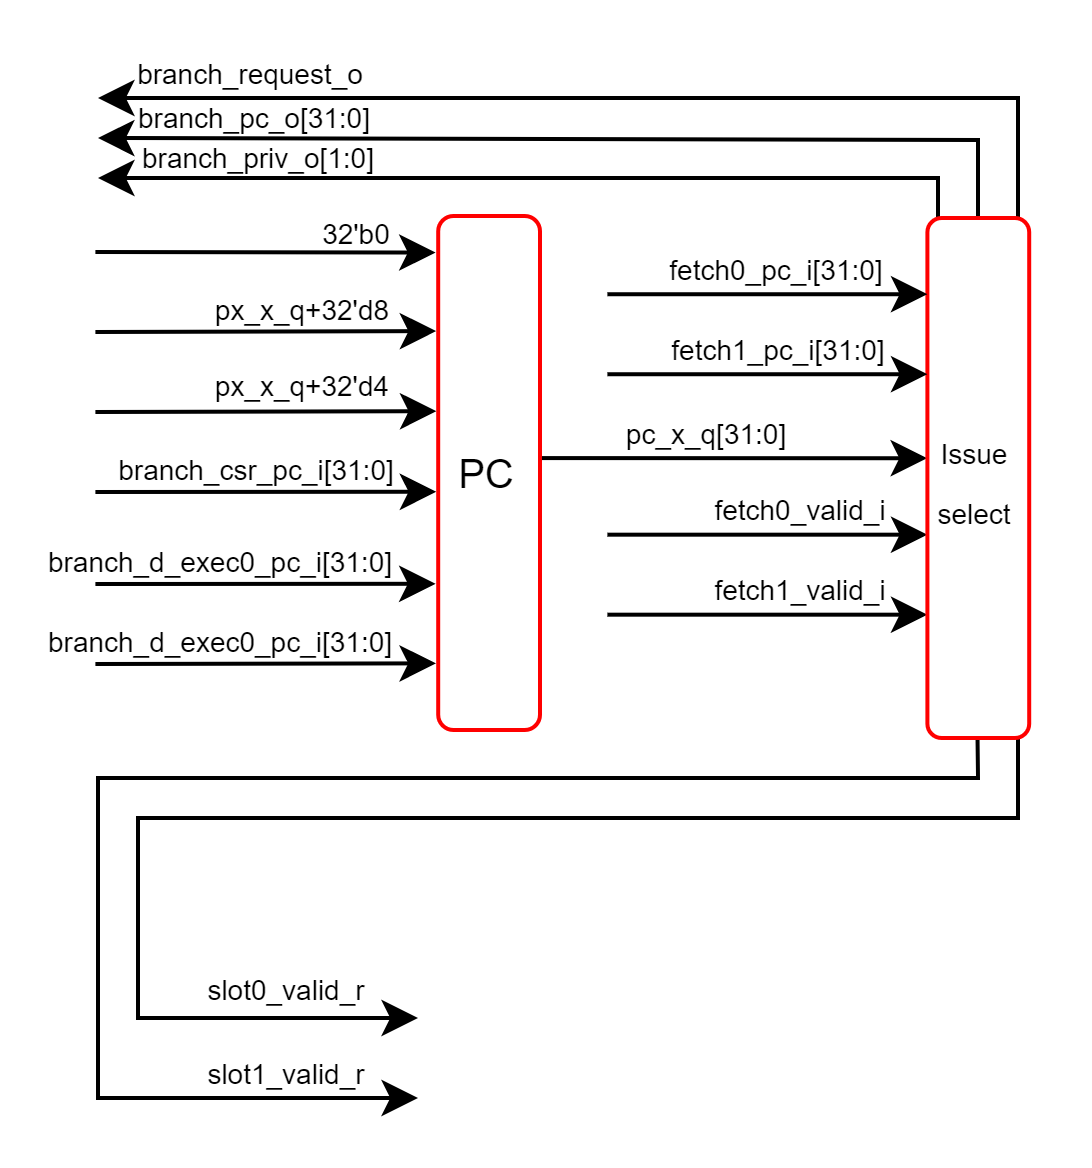 branch_request_o
branch_pc_o[31:0]
branch_priv_o[1:0]
32'b0
px_x_q+32'd8
px_x_q+32'd4
branch_csr_pc_i[31:0]
branch_d_exec0_pc_i[31:0]
branch_d_exec0_pc_i[31:0]
PC
fetch0_pc_i[31:0]
fetch1_pc_i[31:0]
pc_x_q[31:0]
fetch0_valid_i
fetch1_valid_i
Issue
select
slot0_valid_r
slot1_valid_r